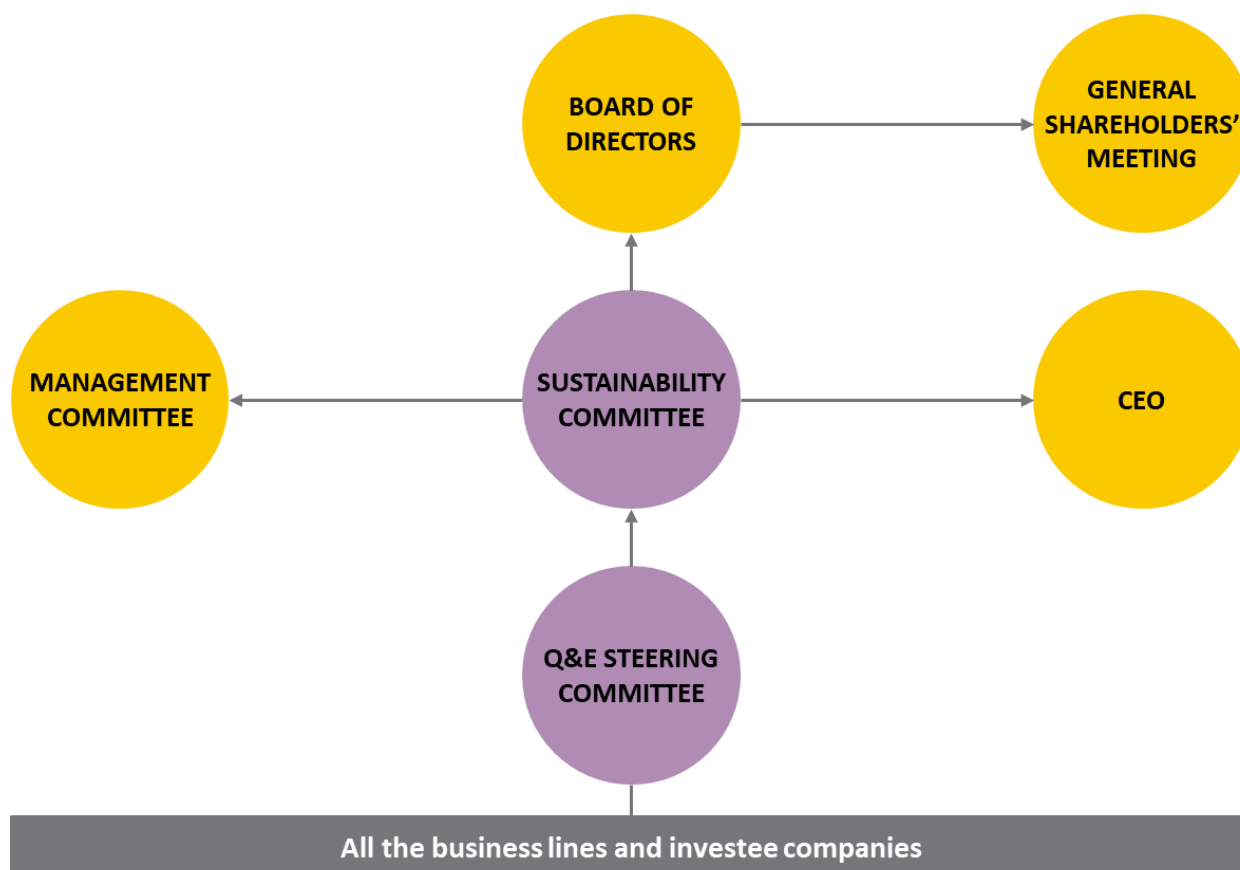 BOARD OF
DIRECTORS
GENERAL
SHAREHOLDERS’
MEETING
MANAGEMENT
COMMITTEE
SUSTAINABILITY
COMMITTEE
CEO
Q&E STEERING
COMMITTEE
All the business lines and investee companies